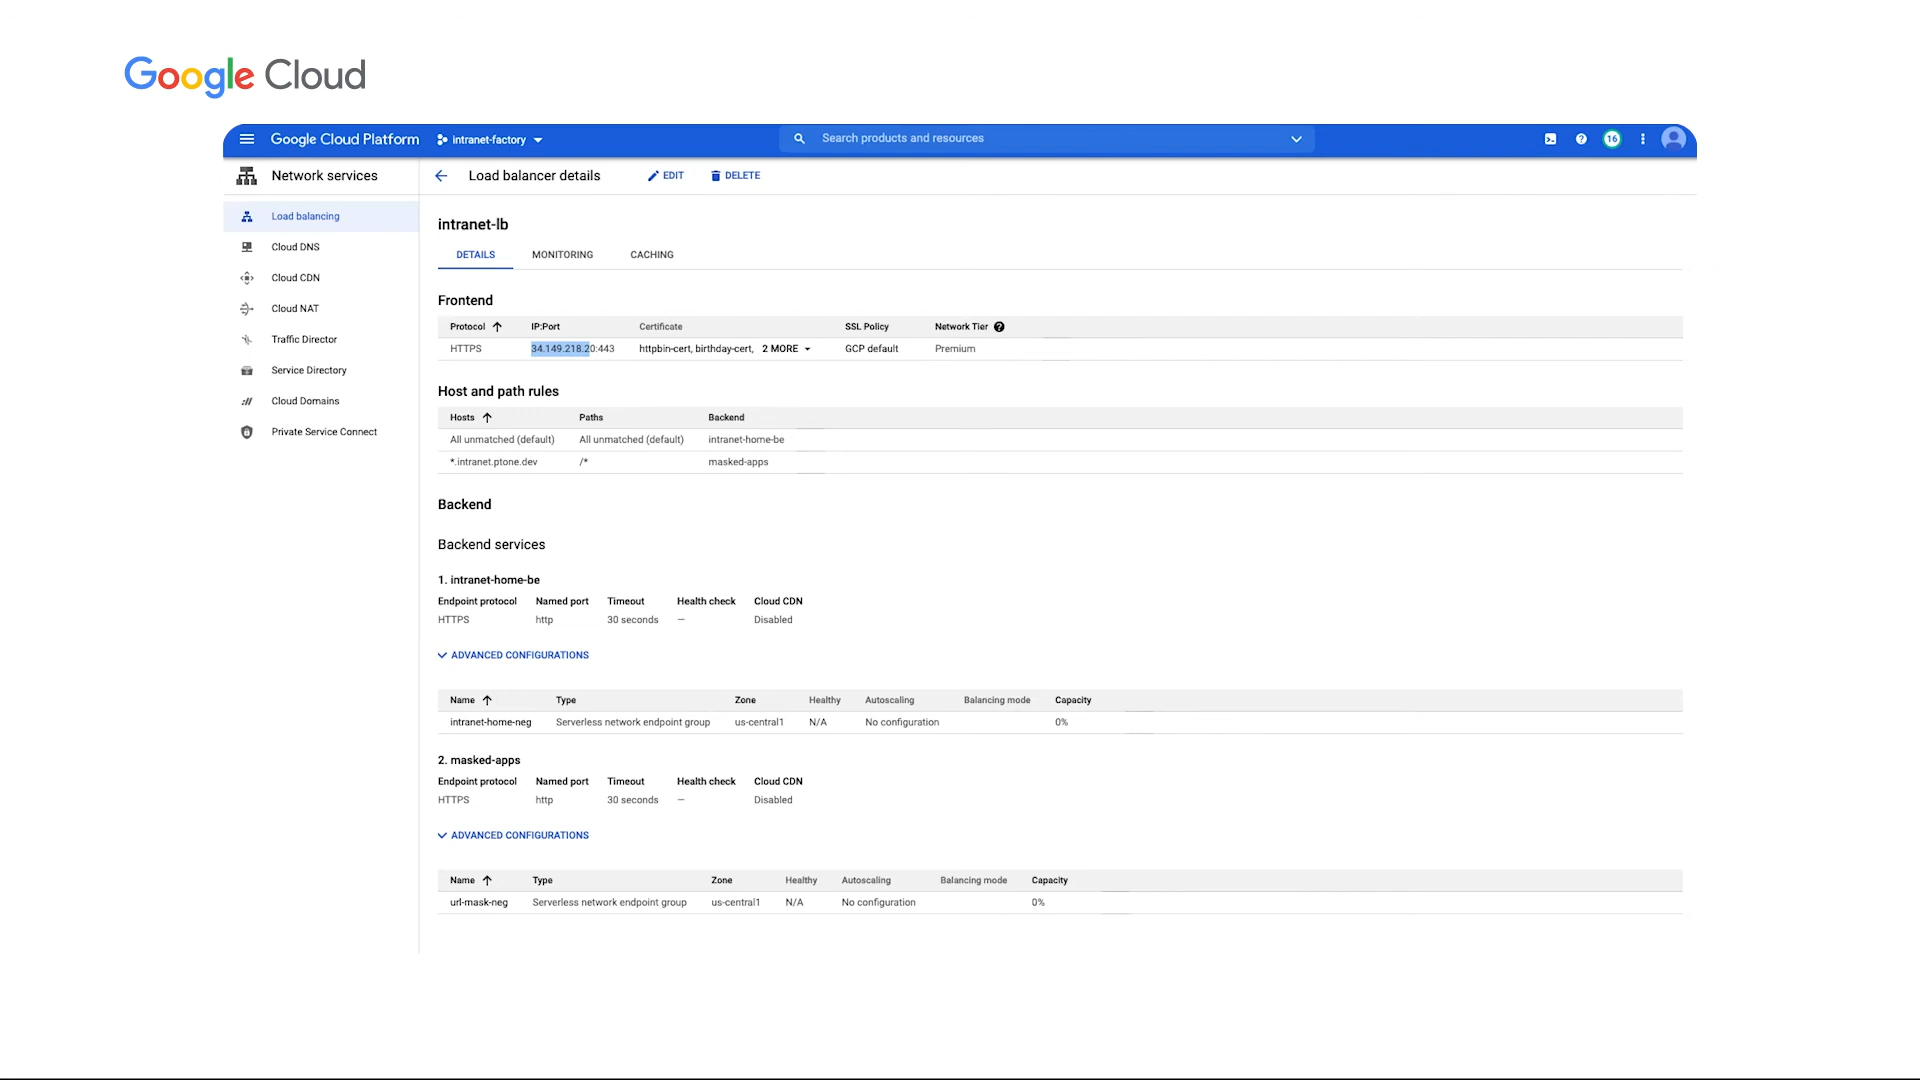 Google Cloud
Google Cloud Platform intranet-factory Search products and resources 16
Network services Load balancer details EDIT DELETE
Load balancing
Cloud DNS
Cloud CDN
Cloud NAT
Traffic Director
Service Directory
Cloud Domains
Private Service Connect
intranet-lb
DETAILS MONITORING CACHING
Frontend
Protocol IP:Port Certificate SSL Policy Network Tier
HTTPS 34.149.218.20:443 httpbin-cert, birthday-cert, 2 MORE GCP default Premium
Host and path rules
Hosts Paths Backend
All unmatched (default) All unmatched (default) intranet-home-be
*.intranet.ptone.dev /* masked-apps
Backend
Backend services
1. intranet-home-be
Endpoint protocol Named port Timeout Health check Cloud CDN
HTTPS http 30 seconds — Disabled
ADVANCED CONFIGURATIONS
Name Type Zone Healthy Autoscaling Balancing mode Capacity
intranet-home-neg Serverless network endpoint group us-central1 N/A No configuration 0%
2. masked-apps
Endpoint protocol Named port Timeout Health check Cloud CDN
HTTPS http 30 seconds — Disabled
ADVANCED CONFIGURATIONS
Name Type Zone Healthy Autoscaling Balancing mode Capacity
url-mask-neg Serverless network endpoint group us-central1 N/A No configuration 0%